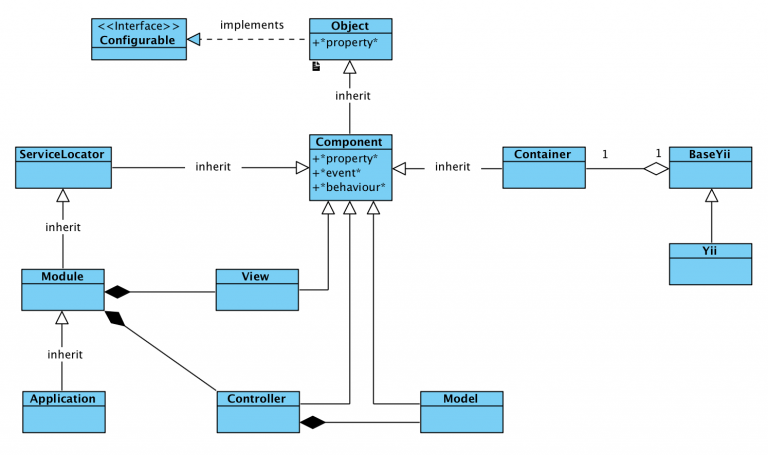 <<Interface>>
Configurable
implements
Object
+*property*
inherit
ServiceLocator
inherit
Component
+*property*
+*event*
+*behaviour*
inherit
Container
1
1
BaseYii
inherit
Yii
Module
View
inherit
Application
Controller
Model